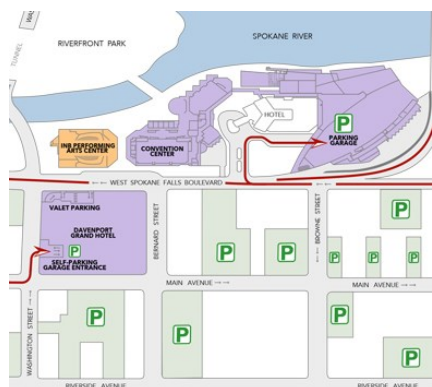 RIVERFRONT PARK
SPOKANE RIVER
TUNNEL
HOTEL
P
PARKING
GARAGE
INB PERFORMING
ARTS CENTER
CONVENTION
CENTER
←← WEST SPOKANE FALLS BOULEVARD ←←
P
VALET PARKING
DAVENPORT
GRAND HOTEL
P
SELF-PARKING
GARAGE ENTRANCE
BERNARD STREET
P
P
←← BROWNE STREET ←←
P
P
P
MAIN AVENUE →→
MAIN AVENUE →→
WASHINGTON STREET →→
P
P
P
P
RIVERSIDE AVENUE
RIVERSIDE AVENUE